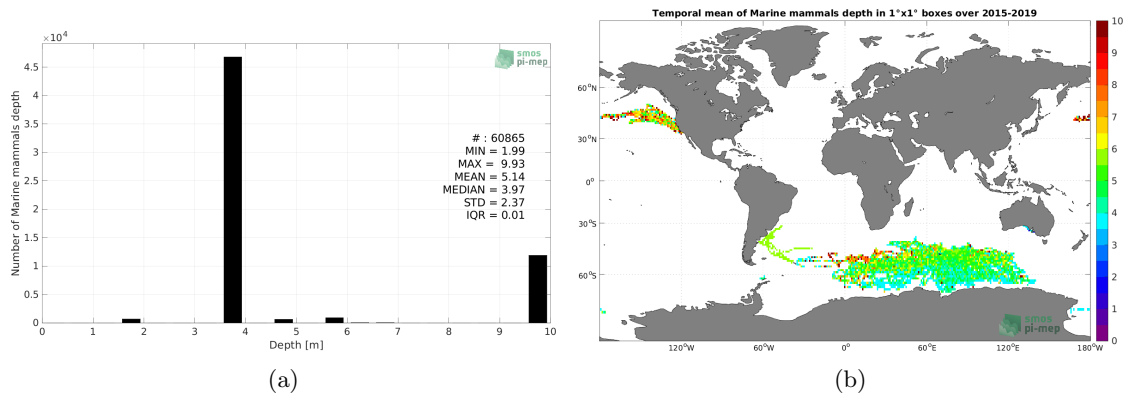 ×10^4
4.5
4
3.5
3
2.5
2
1.5
1
0.5
0
Number of Marine mammals depth
0 1 2 3 4 5 6 7 8 9 10
Depth [m]
smos
pi-mep
# : 60865
MIN = 1.99
MAX = 9.93
MEAN = 5.14
MEDIAN = 3.97
STD = 2.37
IQR = 0.01
(a)
Temporal mean of Marine mammals depth in 1°x1° boxes over 2015-2019
60°N
30°N
0°
30°S
60°S
120°W 60°W 0° 60°E 120°E 180°W
smos
pi-mep
10
9
8
7
6
5
4
3
2
1
0
(b)